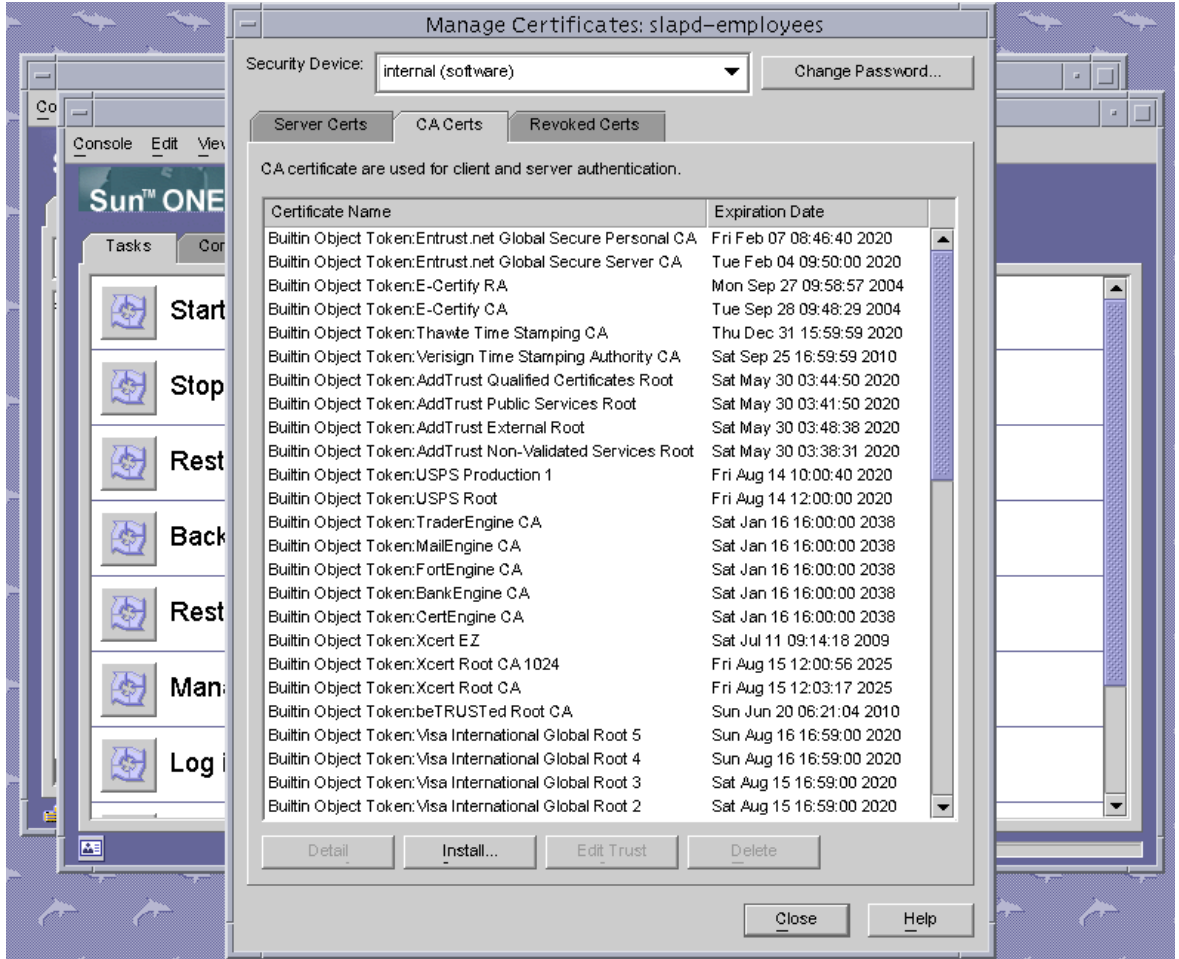 Manage Certificates: slapd-employees
Security Device: internal (software) Change Password...
Co
Console Edit View
Sun™ ONE
Server Certs CA Certs Revoked Certs
CA certificate are used for client and server authentication.
Tasks Con
Certificate Name Expiration Date
Builtin Object Token:Entrust.net Global Secure Personal CA Fri Feb 07 08:46:40 2020
Builtin Object Token:Entrust.net Global Secure Server CA Tue Feb 04 09:50:00 2020
Builtin Object Token:E-Certify RA Mon Sep 27 09:58:57 2004
Builtin Object Token:E-Certify CA Tue Sep 28 09:48:29 2004
Builtin Object Token:Thawte Time Stamping CA Thu Dec 31 15:59:59 2020
Builtin Object Token:Verisign Time Stamping Authority CA Sat Sep 25 16:59:59 2010
Builtin Object Token:AddTrust Qualified Certificates Root Sat May 30 03:44:50 2020
Builtin Object Token:AddTrust Public Services Root Sat May 30 03:41:50 2020
Builtin Object Token:AddTrust External Root Sat May 30 03:48:38 2020
Builtin Object Token:AddTrust Non-Validated Services Root Sat May 30 03:38:31 2020
Builtin Object Token:USPS Production 1 Fri Aug 14 10:00:40 2020
Builtin Object Token:USPS Root Fri Aug 14 12:00:00 2020
Builtin Object Token:TraderEngine CA Sat Jan 16 16:00:00 2038
Builtin Object Token:MailEngine CA Sat Jan 16 16:00:00 2038
Builtin Object Token:FortEngine CA Sat Jan 16 16:00:00 2038
Builtin Object Token:BankEngine CA Sat Jan 16 16:00:00 2038
Builtin Object Token:CertEngine CA Sat Jan 16 16:00:00 2038
Builtin Object Token:Xcert EZ Sat Jul 11 09:14:18 2009
Builtin Object Token:Xcert Root CA 1024 Fri Aug 15 12:00:56 2025
Builtin Object Token:Xcert Root CA Fri Aug 15 12:03:17 2025
Builtin Object Token:beTRUSTed Root CA Sun Jun 20 06:21:04 2010
Builtin Object Token:Visa International Global Root 5 Sun Aug 16 16:59:00 2020
Builtin Object Token:Visa International Global Root 4 Sun Aug 16 16:59:00 2020
Builtin Object Token:Visa International Global Root 3 Sat Aug 15 16:59:00 2020
Builtin Object Token:Visa International Global Root 2 Sat Aug 15 16:59:00 2020
Start
Stop
Rest
Back
Rest
Mana
Log i
Detail Install... Edit Trust Delete
Close Help